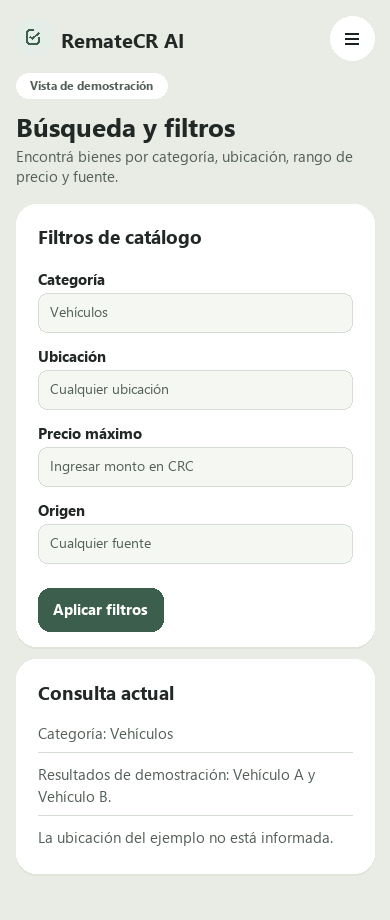 RemateCR AI
Vista de demostración
Búsqueda y filtros
Encontrá bienes por categoría, ubicación, rango de
precio y fuente.
Filtros de catálogo
Categoría
Vehículos
Ubicación
Cualquier ubicación
Precio máximo
Ingresar monto en CRC
Origen
Cualquier fuente
Aplicar filtros
Consulta actual
Categoría: Vehículos
Resultados de demostración: Vehículo A y
Vehículo B.
La ubicación del ejemplo no está informada.